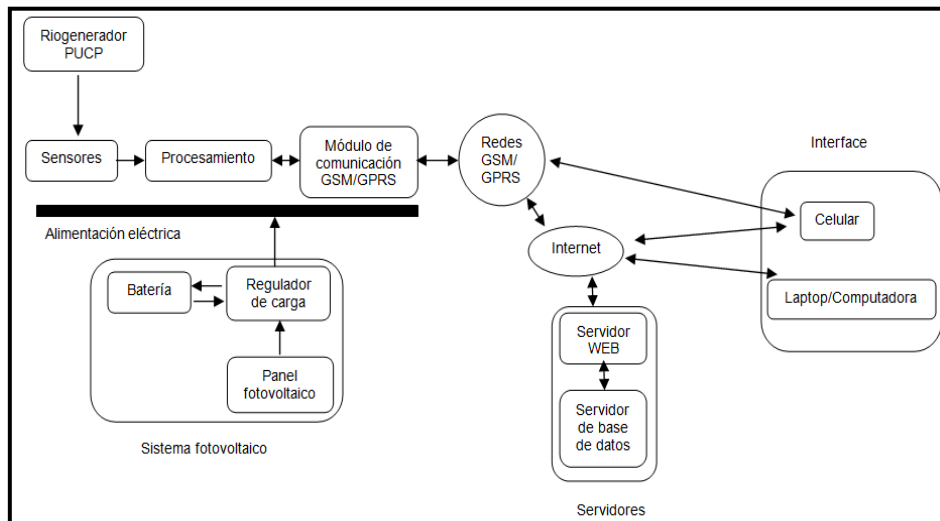 Riogenerador
PUCP
Sensores
Procesamiento
Módulo de
comunicación
GSM/GPRS
Redes
GSM/
GPRS
Interface
Celular
Laptop/Computadora
Internet
Alimentación eléctrica
Batería
Regulador
de carga
Panel
fotovoltaico
Sistema fotovoltaico
Servidor
WEB
Servidor
de base
de datos
Servidores